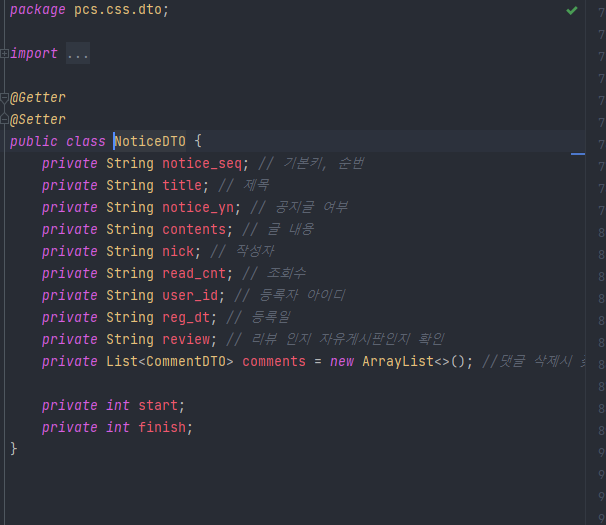 package pcs.css.dto;
import ...
@Getter
@Setter
public class NoticeDTO {
private String notice_seq; // 기본키, 순번
private String title; // 제목
private String notice_yn; // 공지글 여부
private String contents; // 글 내용
private String nick; // 작성자
private String read_cnt; // 조회수
private String user_id; // 등록자 아이디
private String reg_dt; // 등록일
private String review; // 리뷰 인지 자유게시판인지 확인
private List<CommentDTO> comments = new ArrayList<>(); //댓글 삭제시
private int start;
private int finish;
}